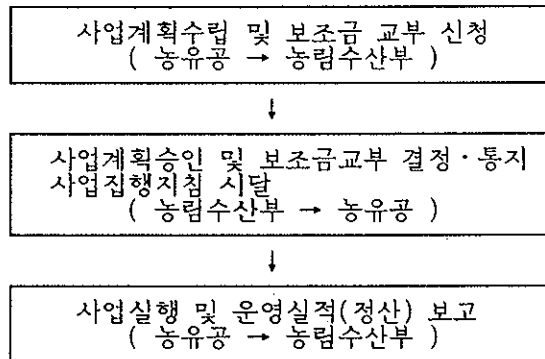 사업계획수립 및 보조금 교부 신청
( 농유공 → 농림수산부 )
↓
사업계획승인 및 보조금교부 결정·통지
사업집행지침 시달
( 농림수산부 → 농유공 )
↓
사업실행 및 운영실적(정산) 보고
( 농유공 → 농림수산부 )